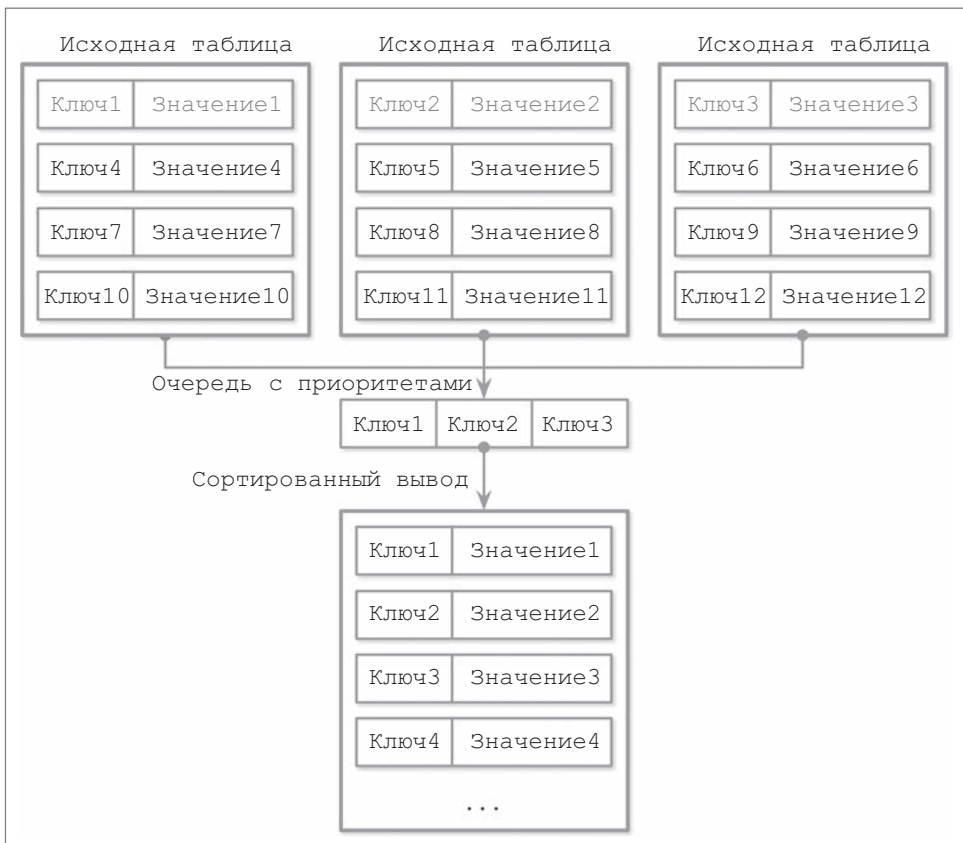 Исходная таблица Исходная таблица Исходная таблица
Ключ1 Значение1 Ключ2 Значение2 Ключ3 Значение3
Ключ4 Значение4 Ключ5 Значение5 Ключ6 Значение6
Ключ7 Значение7 Ключ8 Значение8 Ключ9 Значение9
Ключ10 Значение10 Ключ11 Значение11 Ключ12 Значение12
Очередь с приоритетами
Ключ1 Ключ2 Ключ3
Сортированный вывод
Ключ1 Значение1
Ключ2 Значение2
Ключ3 Значение3
Ключ4 Значение4
...